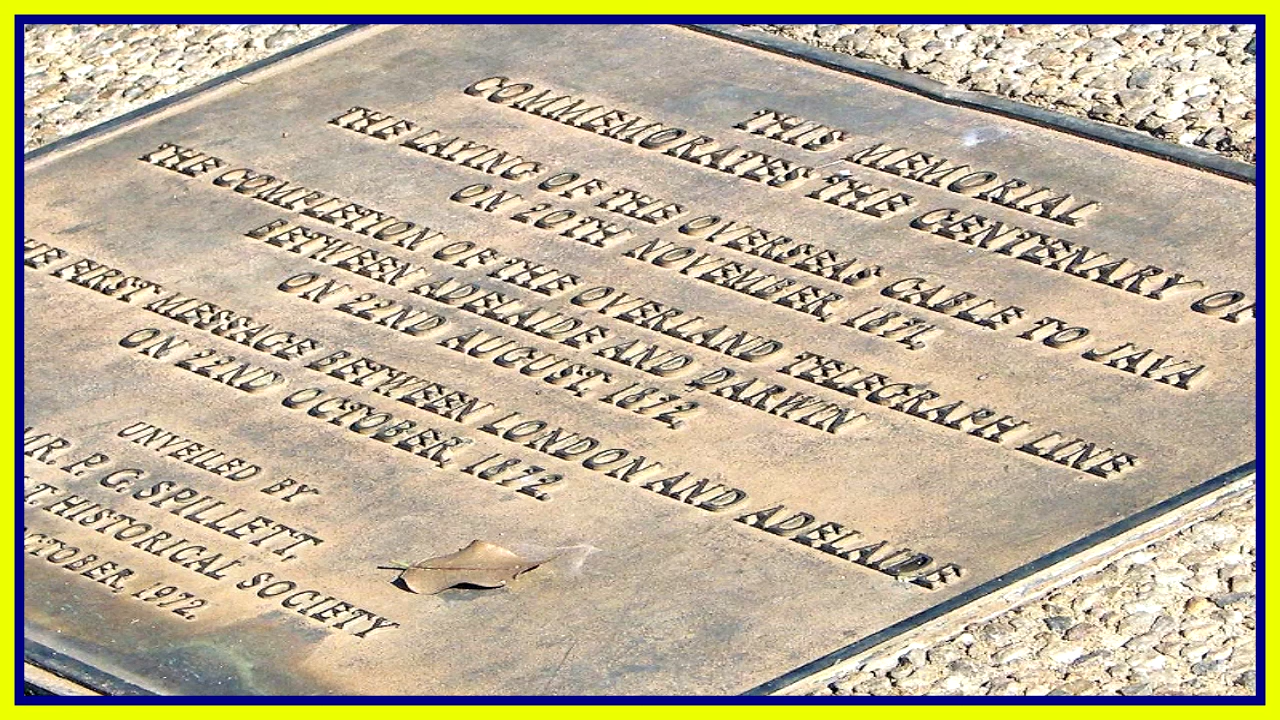 THIS MEMORIAL
COMMEMORATES THE CENTENARY OF
THE LAYING OF THE OVERSEAS CABLE TO JAVA
ON 20TH NOVEMBER, 1871,
THE COMPLETION OF THE OVERLAND TELEGRAPH LINE
BETWEEN ADELAIDE AND DARWIN
ON 22ND AUGUST, 1872,
THE FIRST MESSAGE BETWEEN LONDON AND ADELAIDE
ON 22ND OCTOBER, 1872.
UNVEILED BY
MR. P. G. SPILLETT
HISTORICAL SOCIETY
OCTOBER, 1972.